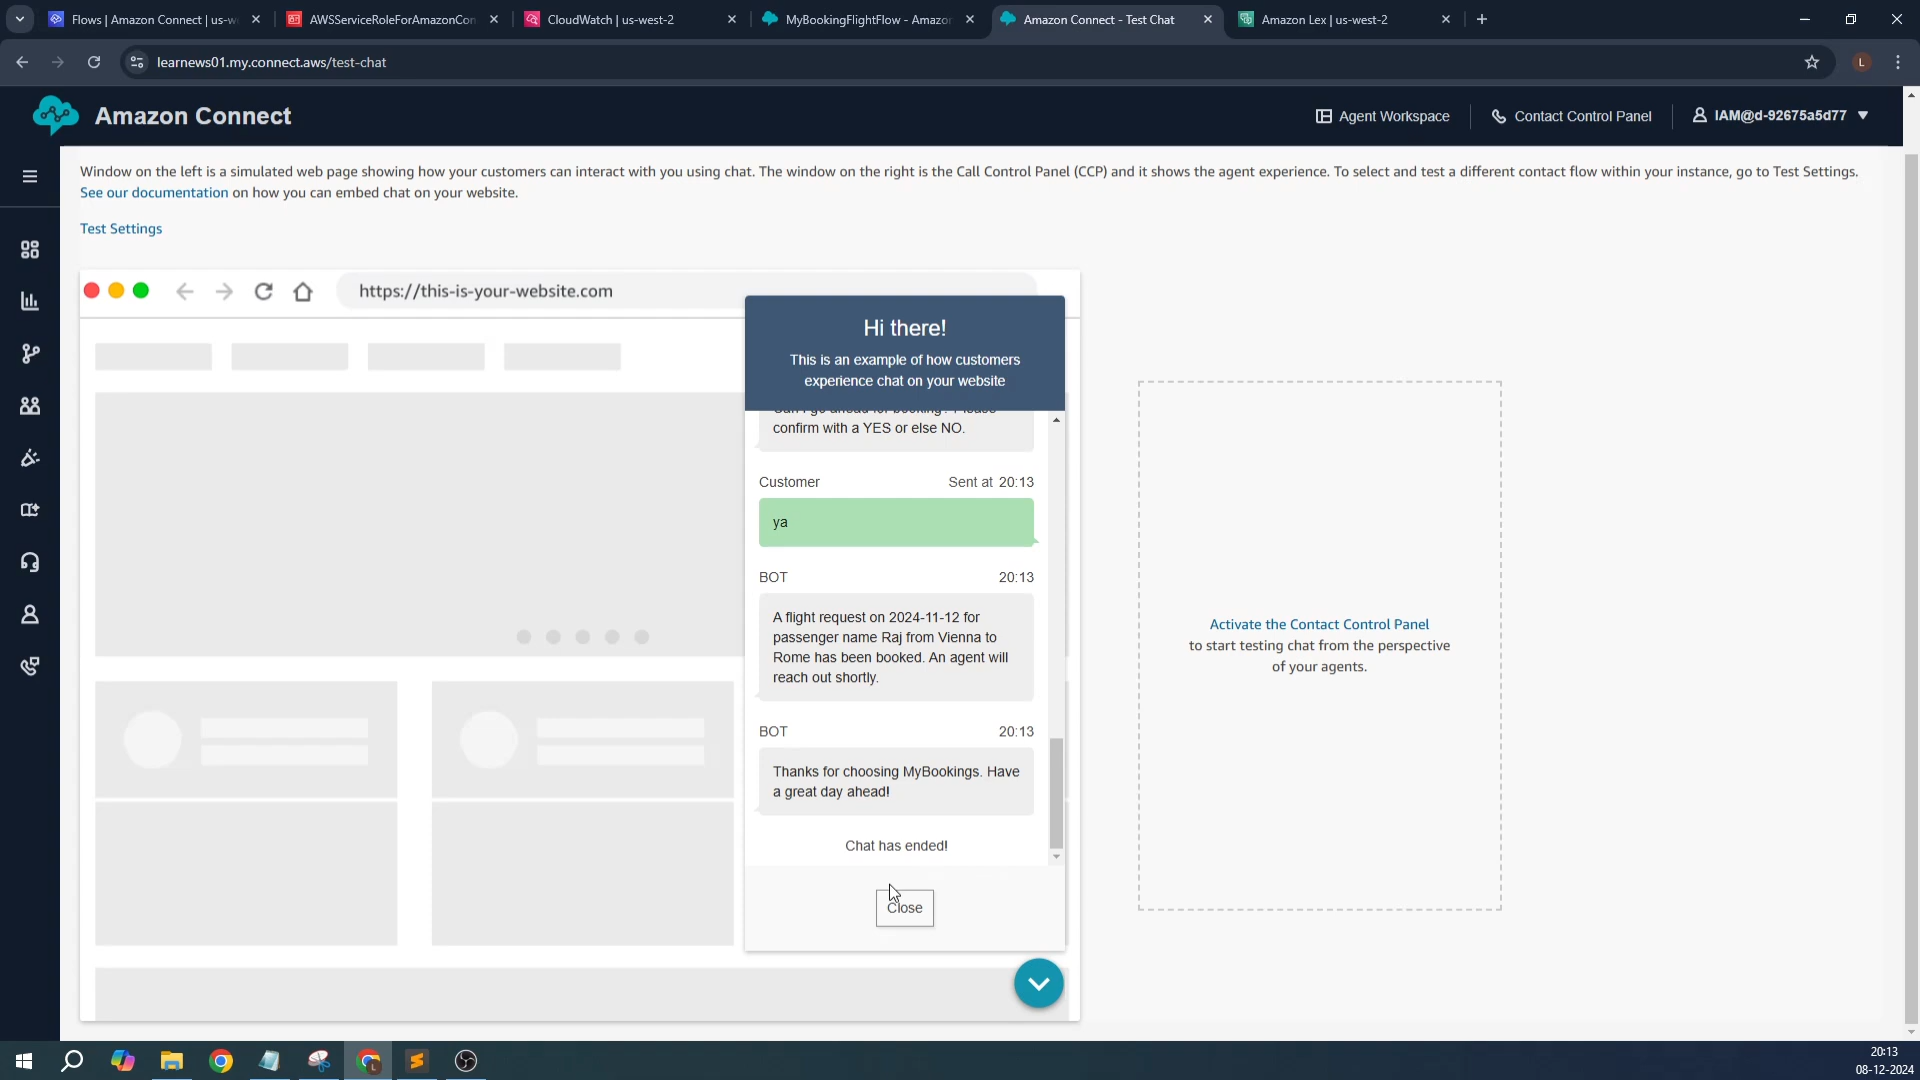 Flows | Amazon Connect | us-w
AWSServiceRoleForAmazonCon
CloudWatch | us-west-2
MyBookingFlightFlow - Amazon
Amazon Connect - Test Chat
Amazon Lex | us-west-2
learnews01.my.connect.aws/test-chat
L
Amazon Connect
Agent Workspace
Contact Control Panel
IAM@d-92675a5d77
Window on the left is a simulated web page showing how your customers can interact with you using chat. The window on the right is the Call Control Panel (CCP) and it shows the agent experience. To select and test a different contact flow within your instance, go to Test Settings.
See our documentation on how you can embed chat on your website.
Test Settings
https://this-is-your-website.com
Hi there!
This is an example of how customers
experience chat on your website
Can I go ahead for booking? Please
confirm with a YES or else NO.
Customer Sent at 20:13
ya
BOT 20:13
A flight request on 2024-11-12 for
passenger name Raj from Vienna to
Rome has been booked. An agent will
reach out shortly.
BOT 20:13
Thanks for choosing MyBookings. Have
a great day ahead!
Chat has ended!
Close
Activate the Contact Control Panel
to start testing chat from the perspective
of your agents.
20:13
08-12-2024